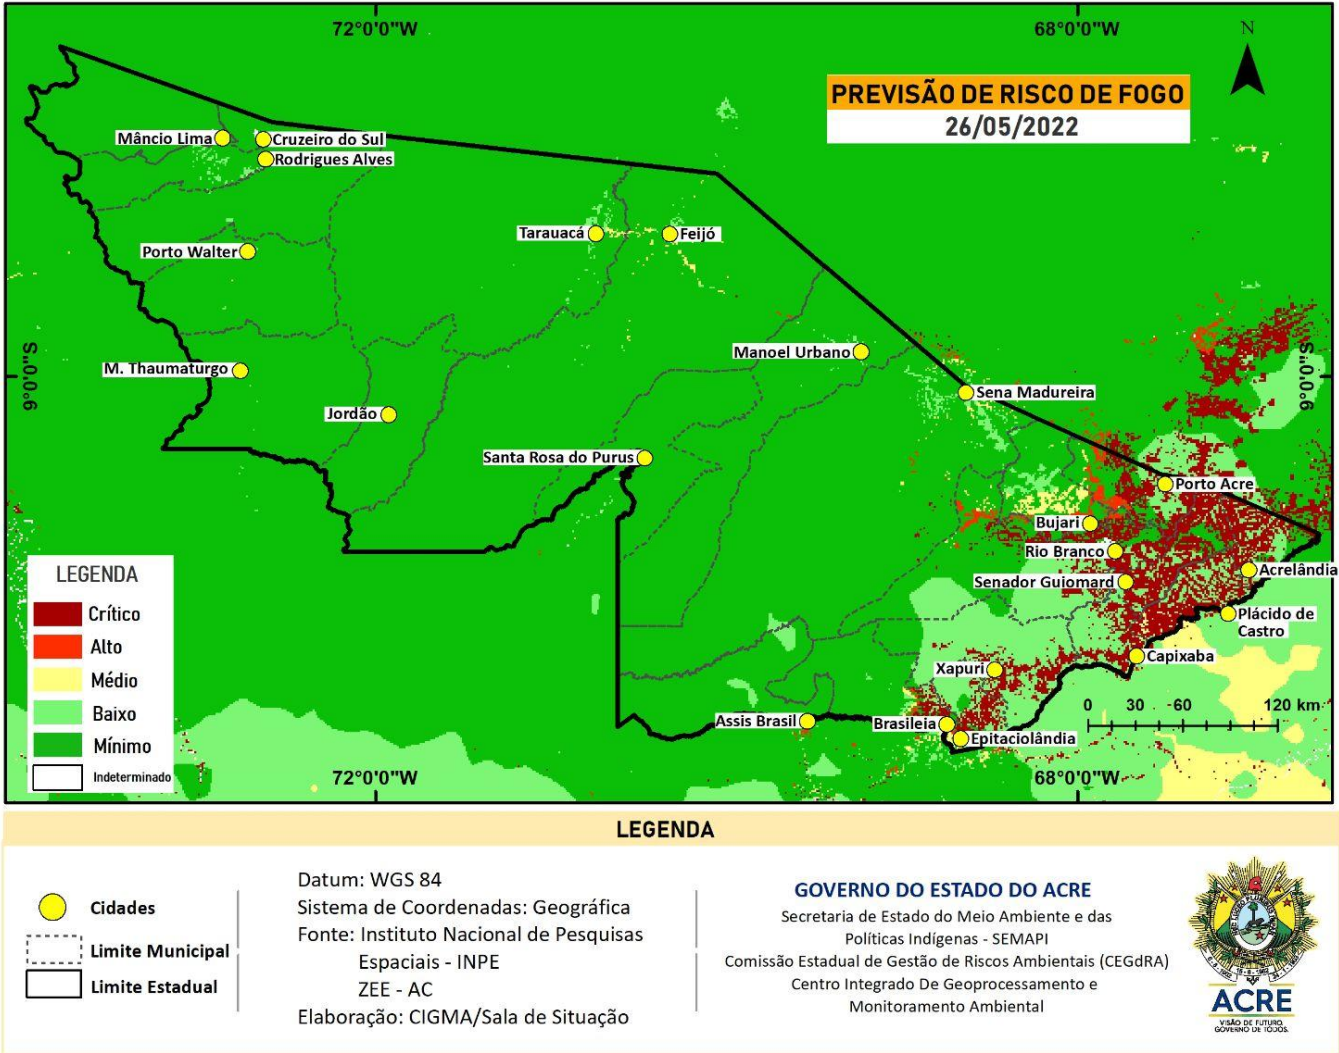 72°0'0"W
68°0'0"W
N
PREVISÃO DE RISCO DE FOGO
26/05/2022
Mâncio Lima
Cruzeiro do Sul
Rodrigues Alves
Tarauacá
Feijó
Porto Walter
Manoel Urbano
9°0'0"S
9°0'0"S
M. Thaumaturgo
Sena Madureira
Jordão
Santa Rosa do Purus
Porto Acre
Bujari
Rio Branco
Acrelândia
Senador Guiomard
Plácido de
Castro
Capixaba
Xapuri
Assis Brasil
Brasileia
Epitaciolândia
0 30 60 120 km
LEGENDA
Crítico
Alto
Médio
Baixo
Mínimo
Indeterminado
72°0'0"W
68°0'0"W
LEGENDA
Cidades
Limite Municipal
Limite Estadual
Datum: WGS 84
Sistema de Coordenadas: Geográfica
Fonte: Instituto Nacional de Pesquisas
Espaciais - INPE
ZEE - AC
Elaboração: CIGMA/Sala de Situação
GOVERNO DO ESTADO DO ACRE
Secretaria de Estado do Meio Ambiente e das
Políticas Indígenas - SEMAPI
Comissão Estadual de Gestão de Riscos Ambientais (CEGdRA)
Centro Integrado De Geoprocessamento e
Monitoramento Ambiental
ACRE
VISÃO DE FUTURO.
GOVERNO DE TODOS.